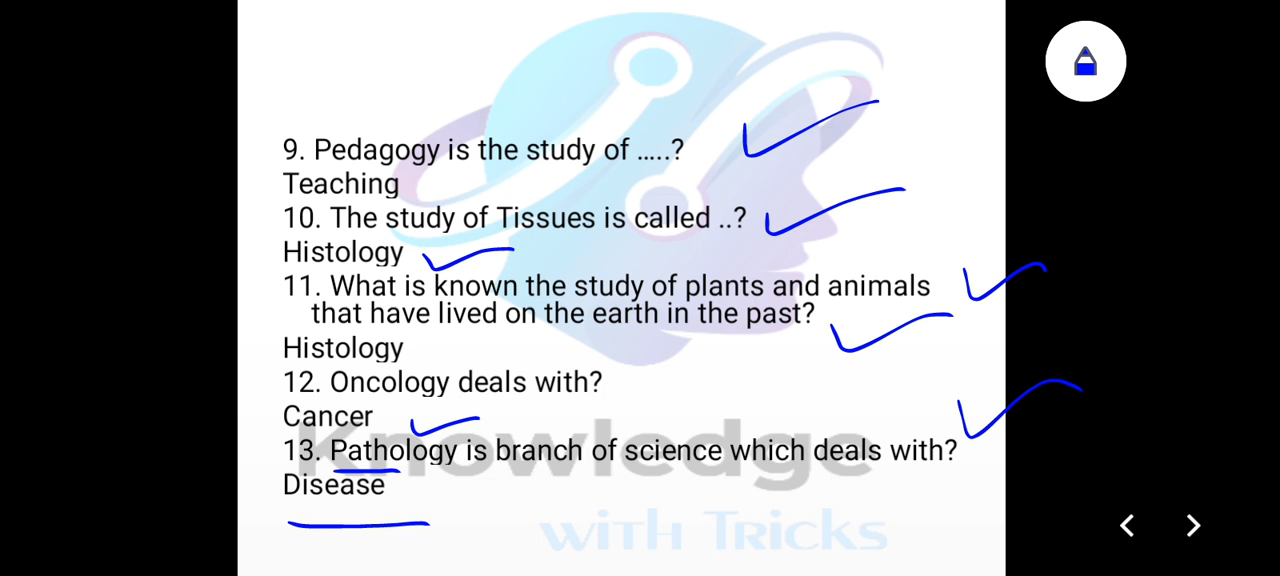 9. Pedagogy is the study of .....?
Teaching
10. The study of Tissues is called ..?
Histology
11. What is known the study of plants and animals
that have lived on the earth in the past?
Histology
12. Oncology deals with?
Cancer
13. Pathology is branch of science which deals with?
Disease
Knowledge
with Tricks